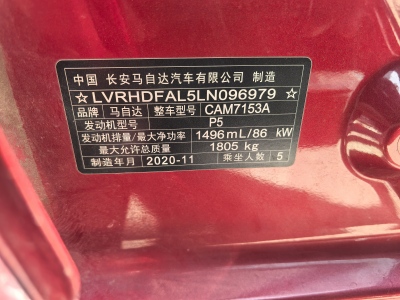 中国 长安马自达汽车有限公司 制造
★LVRHDFAL5LN096979★
品牌 马自达 整车型号 CAM7153A
发动机型号 P5
发动机排量/最大净功率 1496mL/86 kW
最大允许总质量 1805 kg
制造年月 2020-11 乘坐人数 5